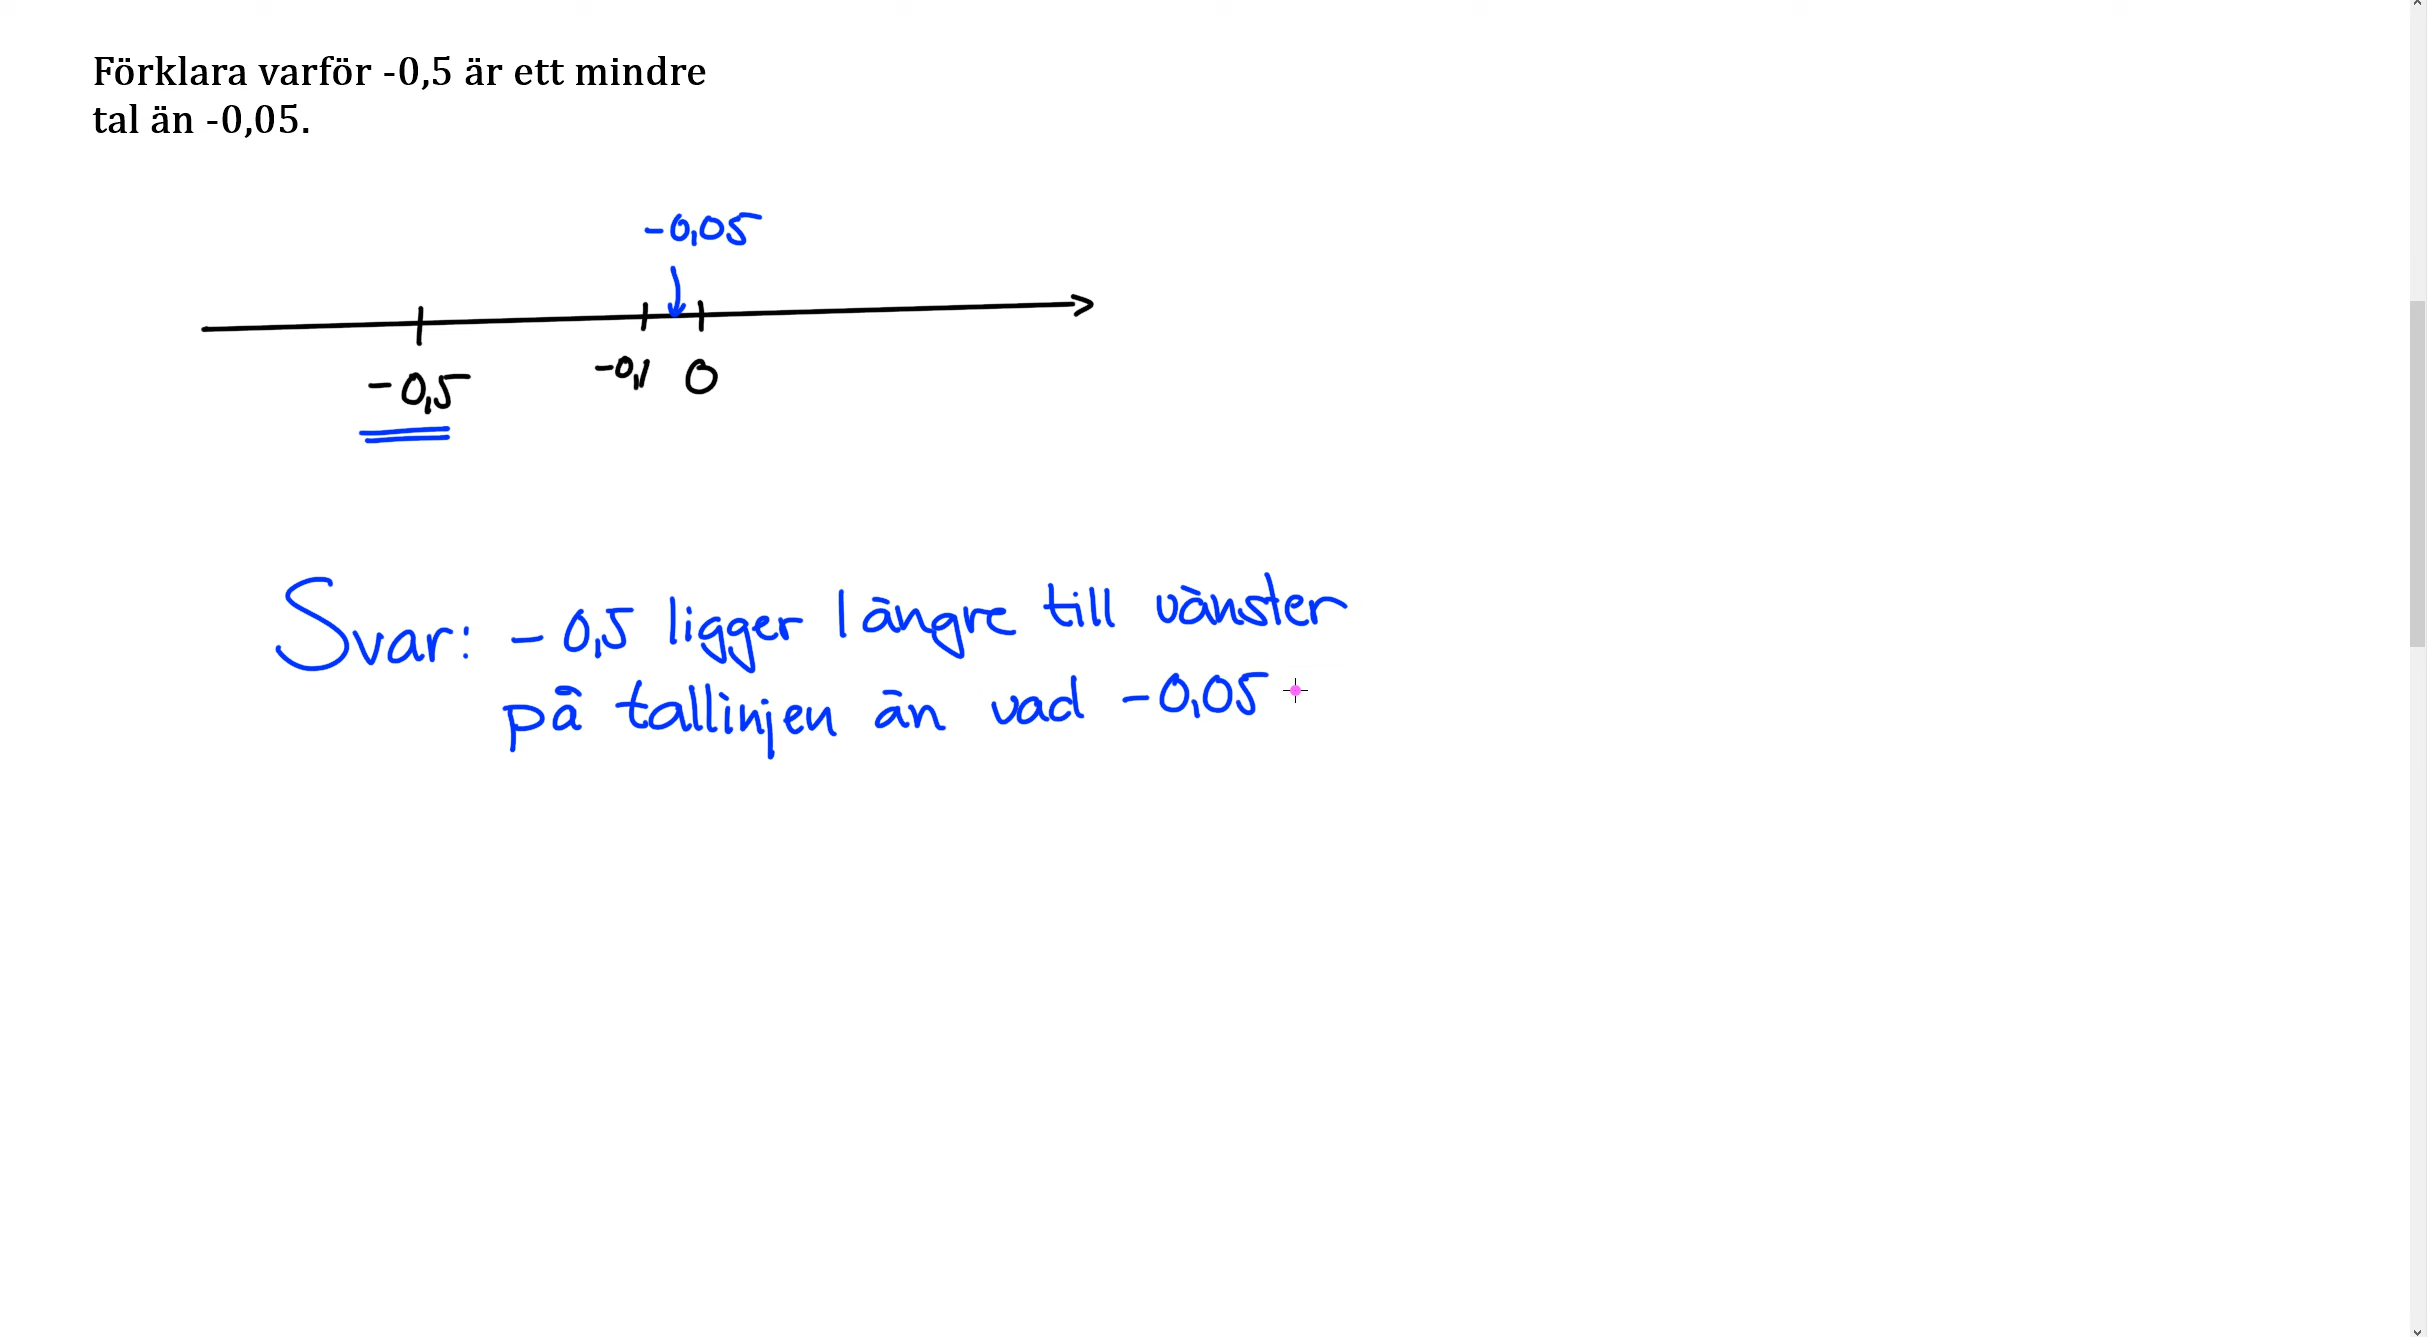 Förklara varför -0,5 är ett mindre
tal än -0,05.
-0,05
-0,5 -0,1 0
Svar: -0,5 ligger längre till vänster
på tallinjen än vad -0,05